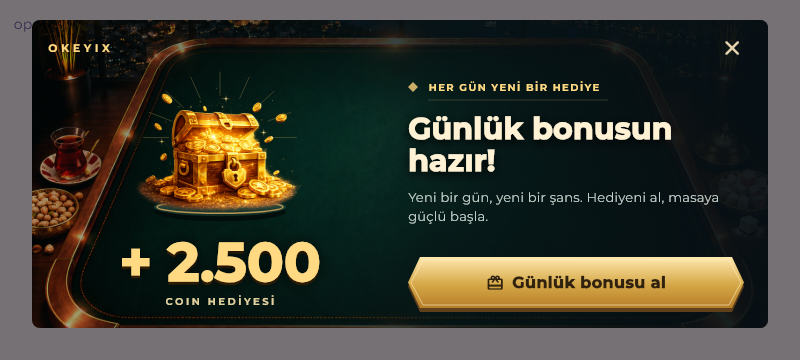 op
OKEYIX
HER GÜN YENİ BİR HEDİYE
Günlük bonusun
hazır!
Yeni bir gün, yeni bir şans. Hediyeni al, masaya
güçlü başla.
+ 2.500
COIN HEDİYESİ
Günlük bonusu al